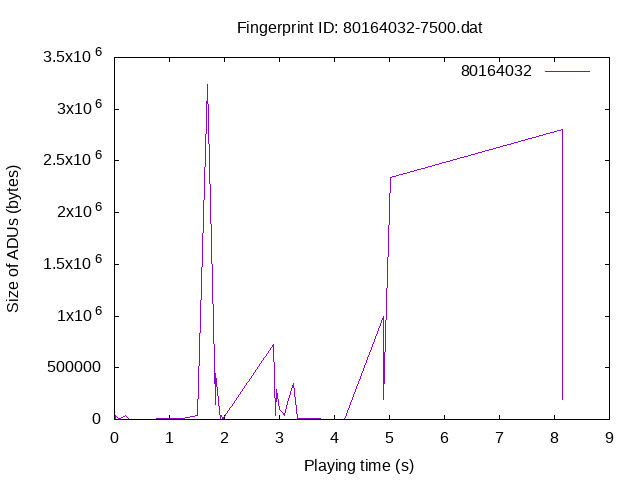 Fingerprint ID: 80164032-7500.dat
80164032
3.5x10 6
3x10 6
2.5x10 6
2x10 6
1.5x10 6
1x10 6
500000
0
Size of ADUs (bytes)
0 1 2 3 4 5 6 7 8 9
Playing time (s)